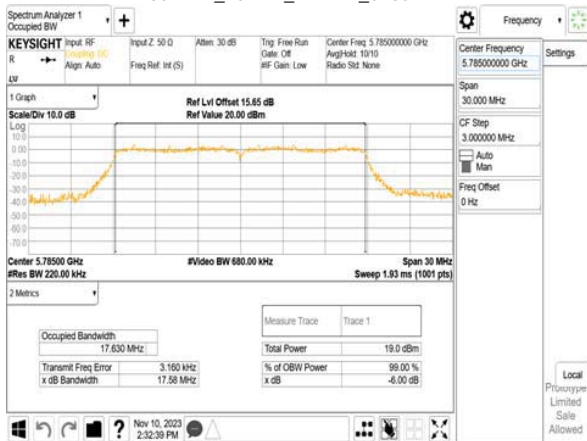 Spectrum Analyzer 1
Occupied BW
Frequency
KEYSIGHT
Input: RF
Coupling: DC
Align: Auto
Input Z: 50 Ω
Freq Ref: Int (S)
Atten: 30 dB
Trig: Free Run
Gate: Off
#IF Gain: Low
Center Freq: 5.785000000 GHz
Avg|Hold: 10/10
Radio Std: None
R
Center Frequency
5.785000000 GHz
Settings
Span
30.000 MHz
CF Step
3.000000 MHz
Auto
Man
Freq Offset
0 Hz
1 Graph
Scale/Div 10.0 dB
Ref Lvl Offset 15.65 dB
Ref Value 20.00 dBm
Log
10.0
0.00
-10.0
-20.0
-30.0
-40.0
-50.0
-60.0
-70.0
Center 5.78500 GHz
#Video BW 680.00 kHz
Span 30 MHz
#Res BW 220.00 kHz
Sweep 1.93 ms (1001 pts)
2 Metrics
Measure Trace Trace 1
Occupied Bandwidth
17.630 MHz
Total Power 19.0 dBm
Transmit Freq Error 3.160 kHz
% of OBW Power 99.00 %
x dB Bandwidth 17.58 MHz
x dB -6.00 dB
Local
Prototype
Limited
Sale
Allowed
Nov 10, 2023
2:32:39 PM